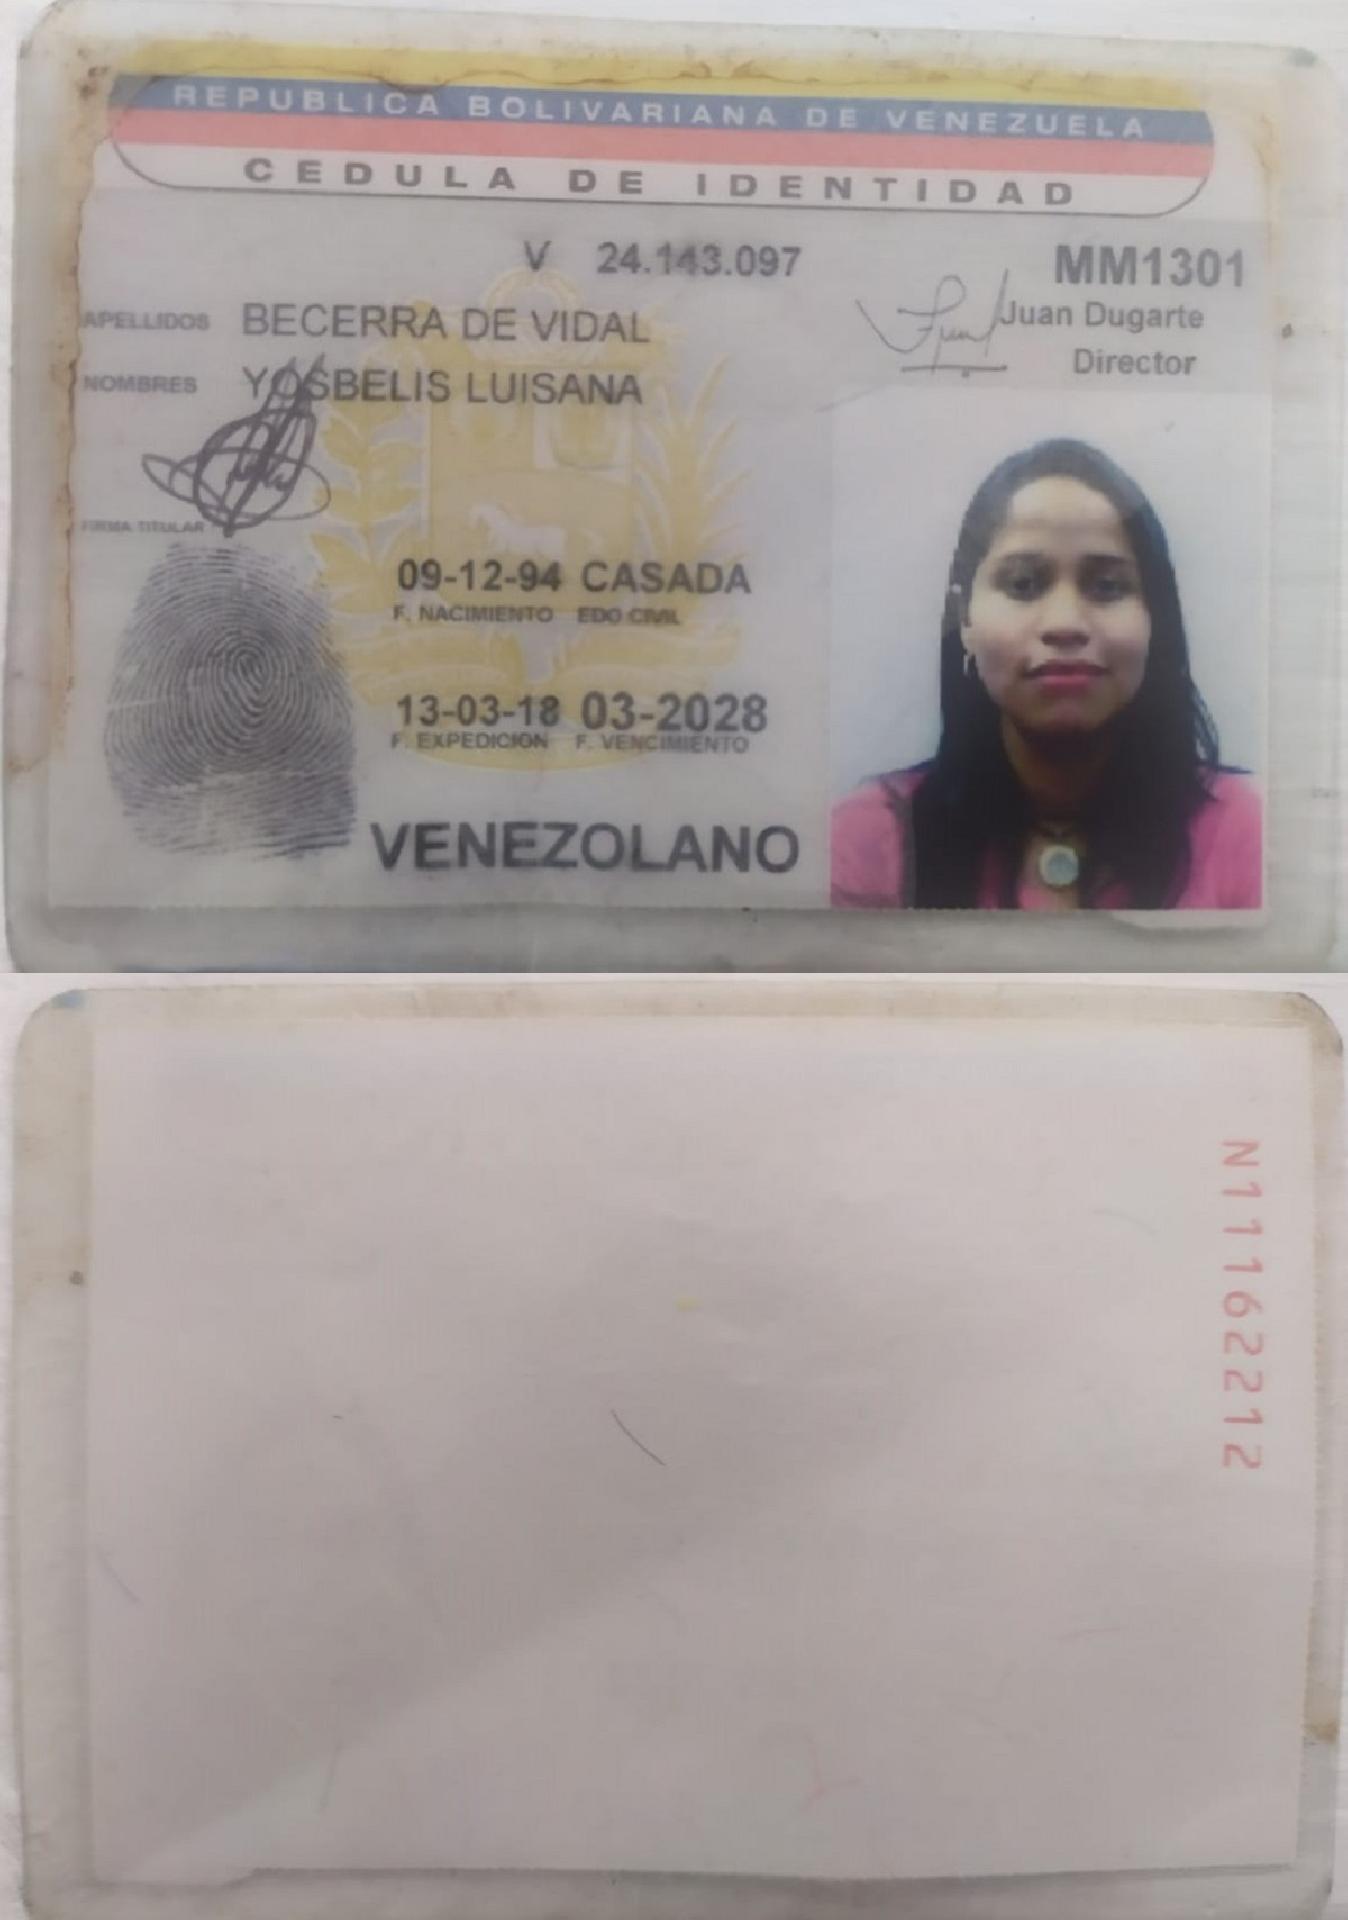 REPUBLICA BOLIVARIANA DE VENEZUELA
CEDULA DE IDENTIDAD
V 24.143.097
MM1301
Juan Dugarte
Director
APELLIDOS BECERRA DE VIDAL
NOMBRES YOSBELIS LUISANA
FIRMA TITULAR
09-12-94 CASADA
F. NACIMIENTO EDO CIVIL
13-03-18 03-2028
F. EXPEDICION F. VENCIMIENTO
VENEZOLANO
N11162212